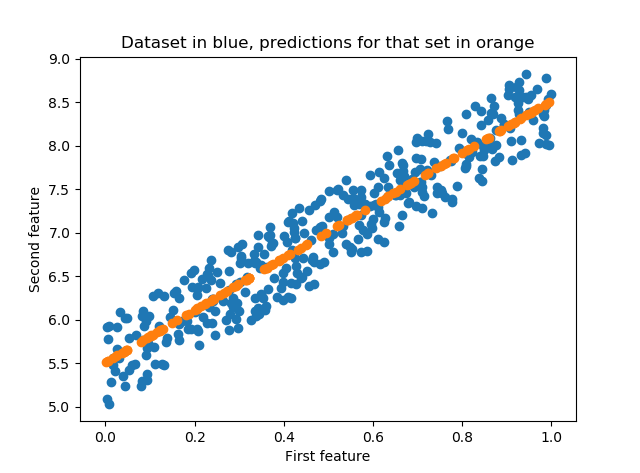 Dataset in blue, predictions for that set in orange
9.0
8.5
8.0
7.5
7.0
6.5
6.0
5.5
5.0
Second feature
0.0 0.2 0.4 0.6 0.8 1.0
First feature